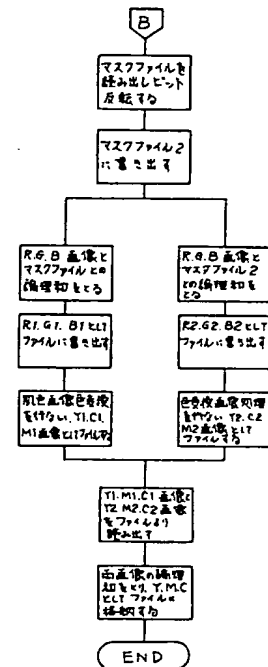 B
マスクファイルを
読み出しビット
反転する
マスクファイル2
に書き出す
R.G.B 画像と
マスクファイルとの
論理和をとる
R1.G1.B1として
ファイルに書き出す
肌色画像色変換
を行ない、Y1.C1.
M1画像としてファイルする
R.G.B 画像と
マスクファイル2
との論理和を
とる
R2.G2.B2として
ファイルに書き出す
色変換画像処理
を行ない Y2.C2
M2画像として
ファイルする
Y1.M1.C1画像と
Y2 M2.C2画像
をファイルより
読み出す
両画像の論理
和をとり、Y.M.C
としてファイルに
格納する
END